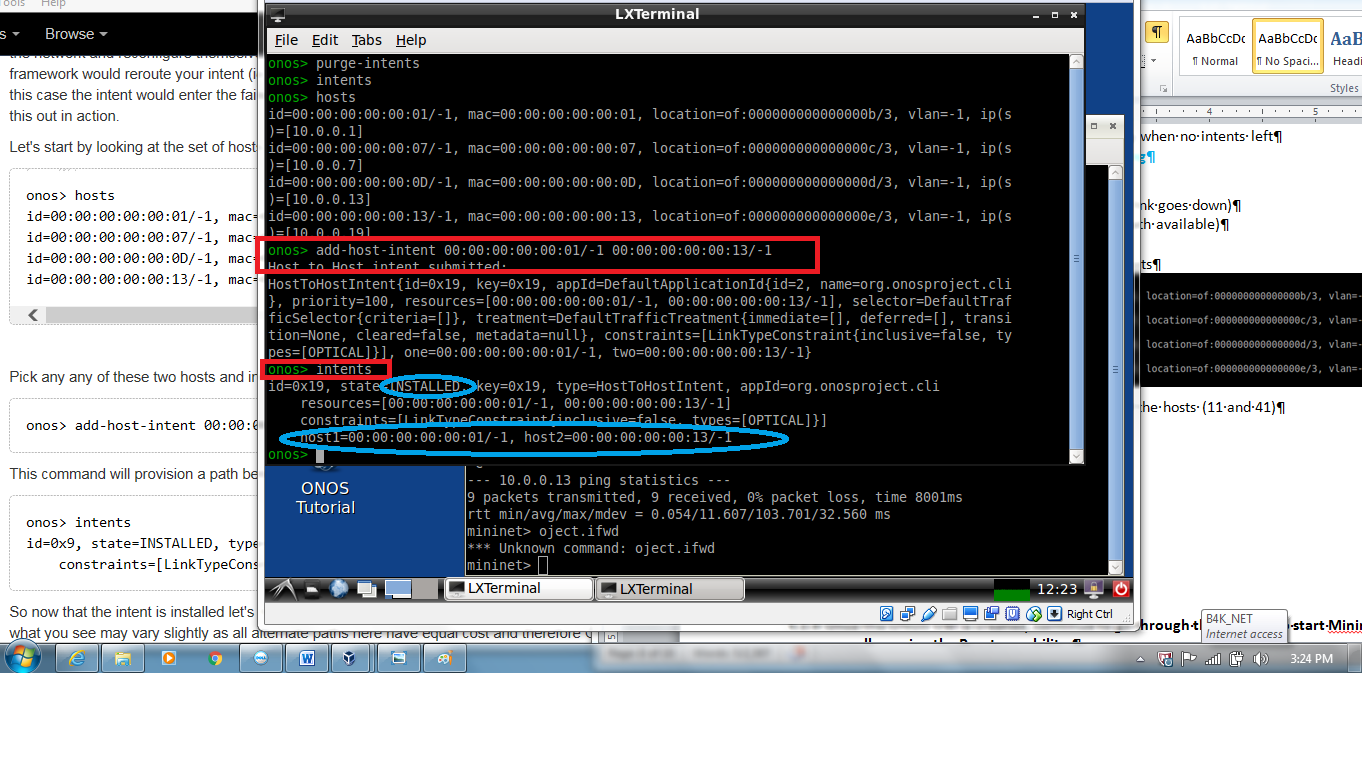 Tools Help
s Browse
the network and reconfigure themselves
framework would reroute your intent (i
this case the intent would enter the fai
this out in action.
Let's start by looking at the set of host
onos> hosts
id=00:00:00:00:00:01/-1, mac=
id=00:00:00:00:00:07/-1, mac=
id=00:00:00:00:00:0D/-1, mac=
id=00:00:00:00:00:13/-1, mac=
Pick any any of these two hosts and in
onos> add-host-intent 00:00:0
This command will provision a path be
onos> intents
id=0x9, state=INSTALLED, type
constraints=[LinkTypeCons
So now that the intent is installed let's
what you see may vary slightly as all alternate paths here have equal cost and therefore
LXTerminal
File Edit Tabs Help
onos> purge-intents
onos> intents
onos> hosts
id=00:00:00:00:00:01/-1, mac=00:00:00:00:00:01, location=of:000000000000000b/3, vlan=-1, ip(s
)=[10.0.0.1]
id=00:00:00:00:00:07/-1, mac=00:00:00:00:00:07, location=of:000000000000000c/3, vlan=-1, ip(s
)=[10.0.0.7]
id=00:00:00:00:00:0D/-1, mac=00:00:00:00:00:0D, location=of:000000000000000d/3, vlan=-1, ip(s
)=[10.0.0.13]
id=00:00:00:00:00:13/-1, mac=00:00:00:00:00:13, location=of:000000000000000e/3, vlan=-1, ip(s
)=[10.0.0.19]
onos> add-host-intent 00:00:00:00:00:01/-1 00:00:00:00:00:13/-1
Host to Host intent submitted:
HostToHostIntent{id=0x19, key=0x19, appId=DefaultApplicationId{id=2, name=org.onosproject.cli
}, priority=100, resources=[00:00:00:00:00:01/-1, 00:00:00:00:00:13/-1], selector=DefaultTraf
ficSelector{criteria=[]}, treatment=DefaultTrafficTreatment{immediate=[], deferred=[], transi
tion=None, cleared=false, metadata=null}, constraints=[LinkTypeConstraint{inclusive=false, ty
pes=[OPTICAL]}], one=00:00:00:00:00:01/-1, two=00:00:00:00:00:13/-1}
onos> intents
id=0x19, state=INSTALLED, key=0x19, type=HostToHostIntent, appId=org.onosproject.cli
resources=[00:00:00:00:00:01/-1, 00:00:00:00:00:13/-1]
constraints=[LinkTypeConstraint{inclusive=false, types=[OPTICAL]}]
host1=00:00:00:00:00:01/-1, host2=00:00:00:00:00:13/-1
onos>
ONOS
Tutorial
--- 10.0.0.13 ping statistics ---
9 packets transmitted, 9 received, 0% packet loss, time 8001ms
rtt min/avg/max/mdev = 0.054/11.607/103.701/32.560 ms
mininet> oject.ifwd
*** Unknown command: oject.ifwd
mininet>
LXTerminal
LXTerminal
12:23
Right Ctrl
AaBbCcDc AaBbCcDc AaBbC
¶ Normal ¶ No Spaci... Headi
Styles
4 5
when no intents left¶
g¶
nk goes down)¶
th available)¶
ts¶
location=of:000000000000000b/3, vlan=-
location=of:000000000000000c/3, vlan=-
location=of:000000000000000d/3, vlan=-
location=of:000000000000000e/3, vlan=-
the hosts (11 and 41)¶
B4K_NET
Internet access
through th
start Minin
3:24 PM